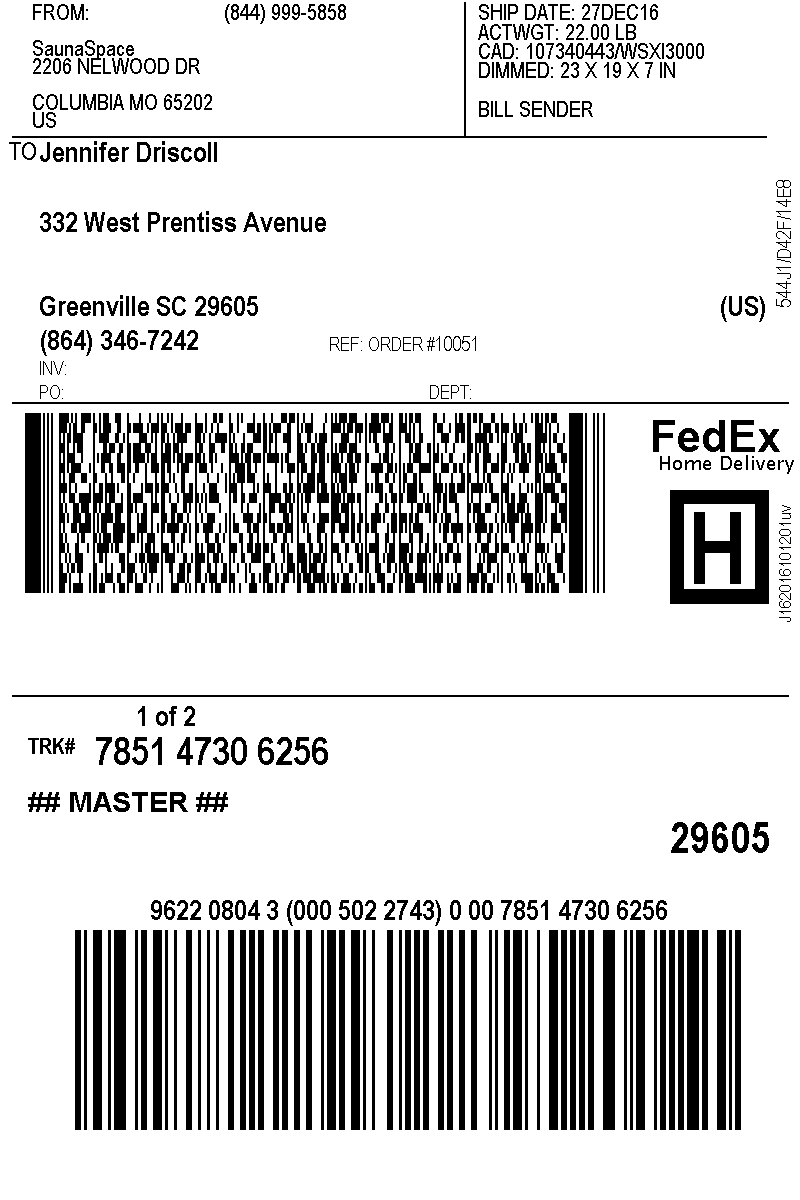 FROM: (844) 999-5858
SaunaSpace
2206 NELWOOD DR
COLUMBIA MO 65202
US
SHIP DATE: 27DEC16
ACTWGT: 22.00 LB
CAD: 107340443/WSXI3000
DIMMED: 23 X 19 X 7 IN
BILL SENDER
TO Jennifer Driscoll
332 West Prentiss Avenue
Greenville SC 29605 (US)
(864) 346-7242 REF: ORDER #10051
INV:
PO: DEPT:
544J1/D42F/14E8
FedEx
Home Delivery
H
J162016101201uv
1 of 2
TRK# 7851 4730 6256
## MASTER ##
29605
9622 0804 3 (000 502 2743) 0 00 7851 4730 6256